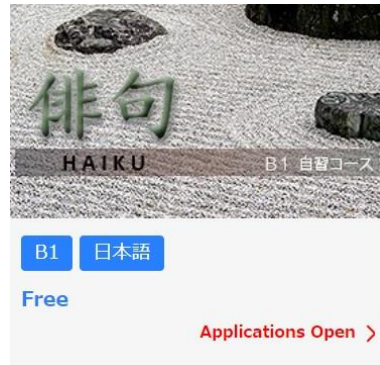 俳句
HAIKU B1 自習コース
B1 日本語
Free
Applications Open >